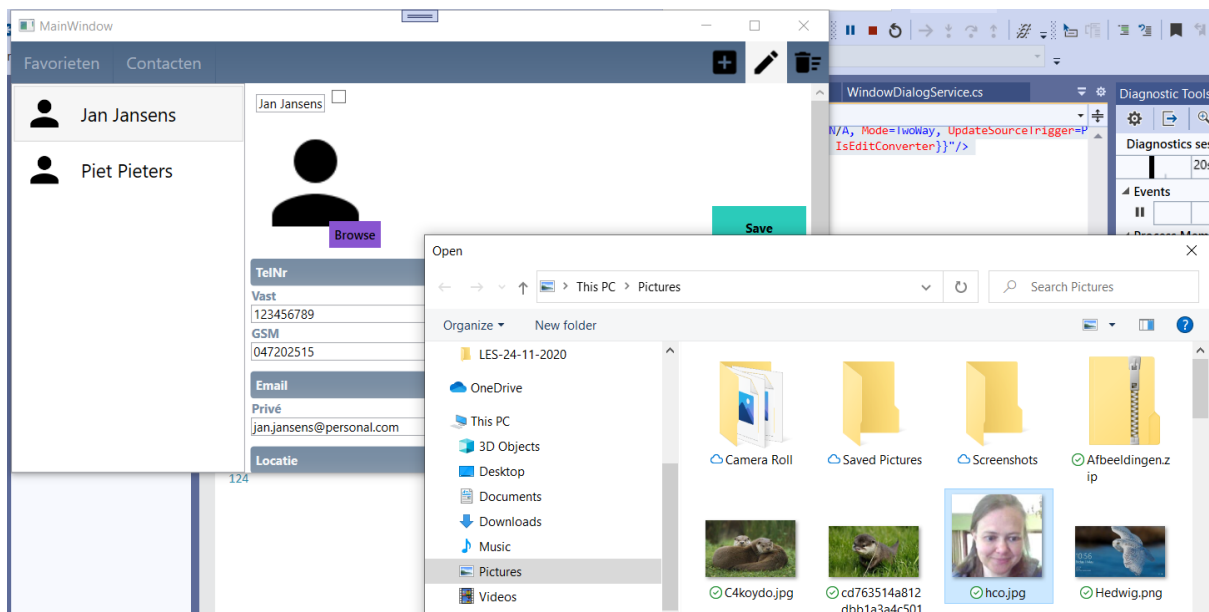 MainWindow
Favorieten Contacten
Jan Jansens
Piet Pieters
Jan Jansens
Browse
Save
TelNr
Vast
123456789
GSM
047202515
Email
Privé
jan.jansens@personal.com
Locatie
124
WindowDialogService.cs
N/A, Mode=TwoWay, UpdateSourceTrigger=P
IsEditConverter}}"/>
Diagnostic Tools
Diagnostics ses
20s
Events
Open
This PC > Pictures
Search Pictures
Organize New folder
LES-24-11-2020
OneDrive
This PC
3D Objects
Desktop
Documents
Downloads
Music
Pictures
Videos
Camera Roll
Saved Pictures
Screenshots
Afbeeldingen.z
ip
C4koydo.jpg
cd763514a812
dbb1a3a4c501
hco.jpg
Hedwig.png